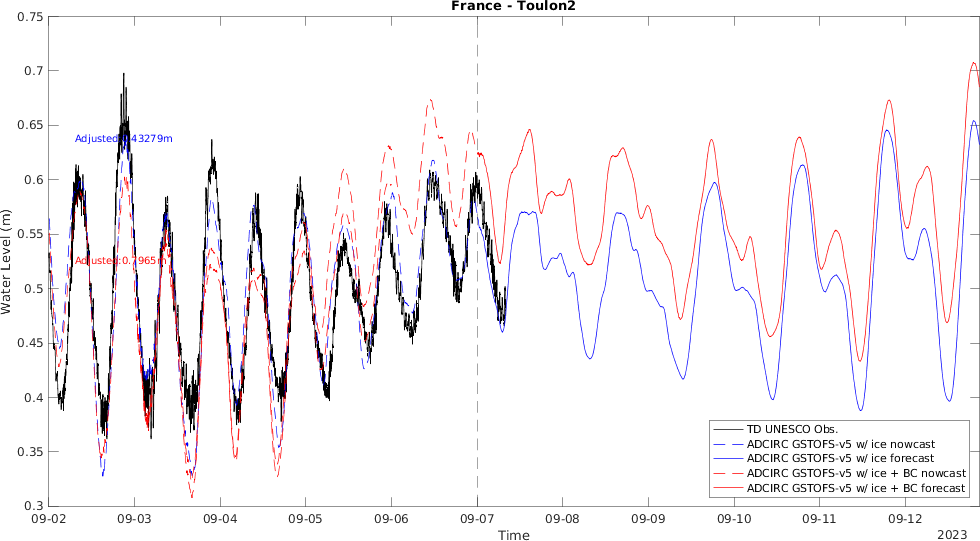 France - Toulon2
0.75
0.7
0.65
0.6
0.55
0.5
0.45
0.4
0.35
0.3
Water Level (m)
09-02 09-03 09-04 09-05 09-06 09-07 09-08 09-09 09-10 09-11 09-12
Time
2023
TD UNESCO Obs.
ADCIRC GSTOFS-v5 w/ ice nowcast
ADCIRC GSTOFS-v5 w/ ice forecast
ADCIRC GSTOFS-v5 w/ ice + BC nowcast
ADCIRC GSTOFS-v5 w/ ice + BC forecast